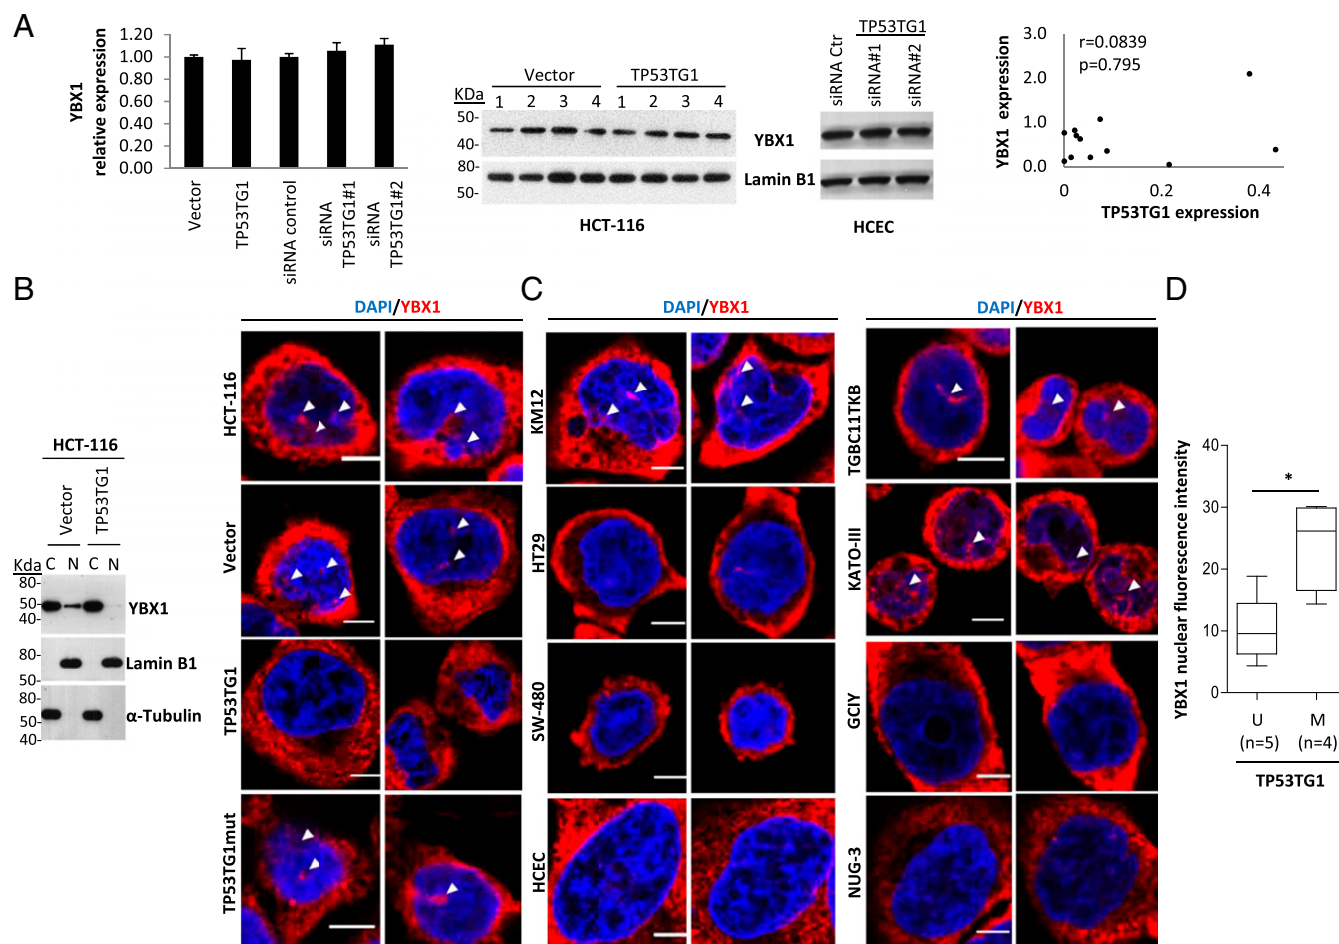 A
YBX1
relative expression
1.20
1.00
0.80
0.60
0.40
0.20
0.00
Vector
TP53TG1
siRNA control
siRNA
TP53TG1#1
siRNA
TP53TG1#2
Vector TP53TG1
KDa 1 2 3 4 1 2 3 4
50-
40-
YBX1
80-
50-
Lamin B1
HCT-116
TP53TG1
siRNA Ctr
siRNA#1
siRNA#2
HCEC
YBX1 expression
3.0
2.0
1.0
0.0
r=0.0839
p=0.795
0 0.2 0.4
TP53TG1 expression
B
HCT-116
Vector
TP53TG1
Kda C N C N
80-
50-
40-
YBX1
80-
50-
Lamin B1
80-
50-
40-
α-Tubulin
DAPI/YBX1
HCT-116
Vector
TP53TG1
TP53TG1mut
C
DAPI/YBX1
KM12
HT29
SW-480
HCEC
DAPI/YBX1
TGBC11TKB
KATO-III
GCIY
NUG-3
D
YBX1 nuclear fluorescence intensity
40
30
20
10
0
*
U M
(n=5) (n=4)
TP53TG1